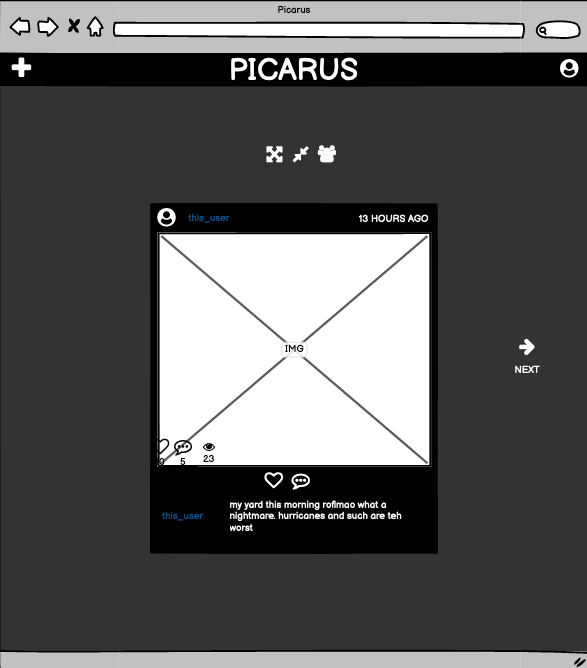 Picarus
PICARUS
this_user
13 HOURS AGO
IMG
5
23
NEXT
this_user
my yard this morning roflmao what a
nightmare. hurricanes and such are teh
worst